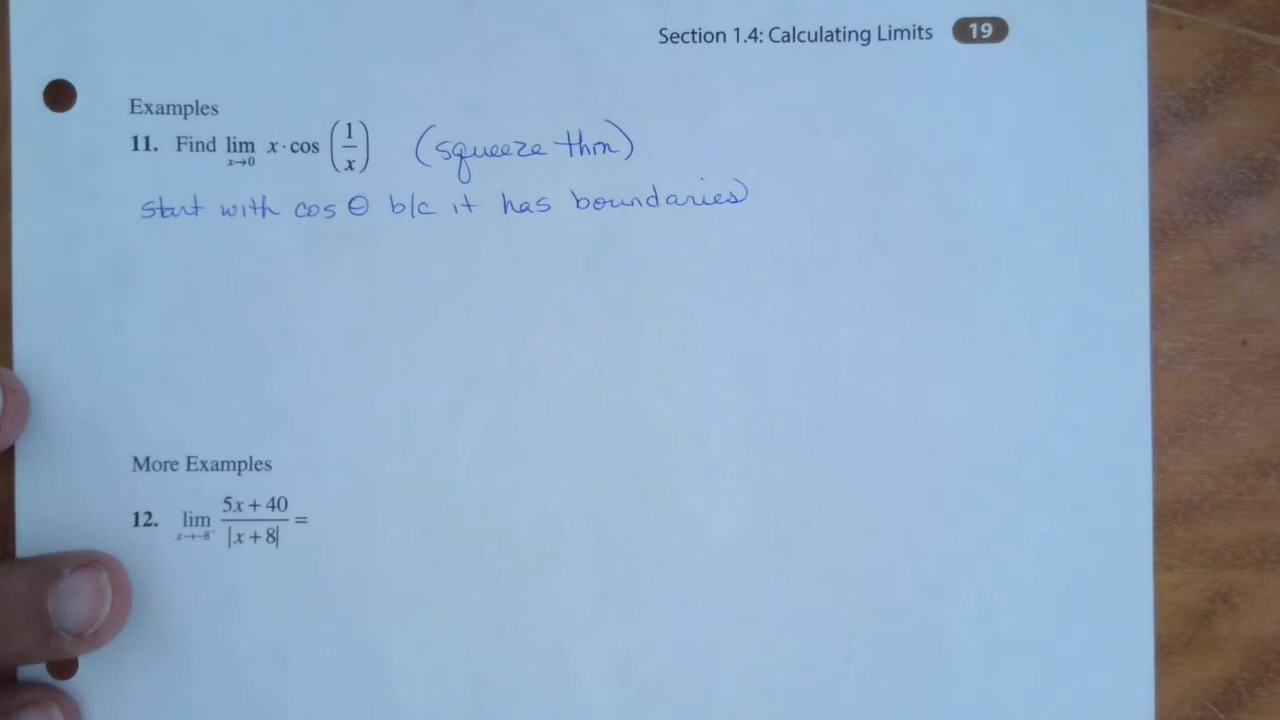 Section 1.4: Calculating Limits 19
Examples
11. Find lim x→0 x · cos (1/x) (squeeze thm)
start with cos θ b/c it has boundaries
More Examples
12. lim x→-8⁻ (5x + 40)/|x + 8| =